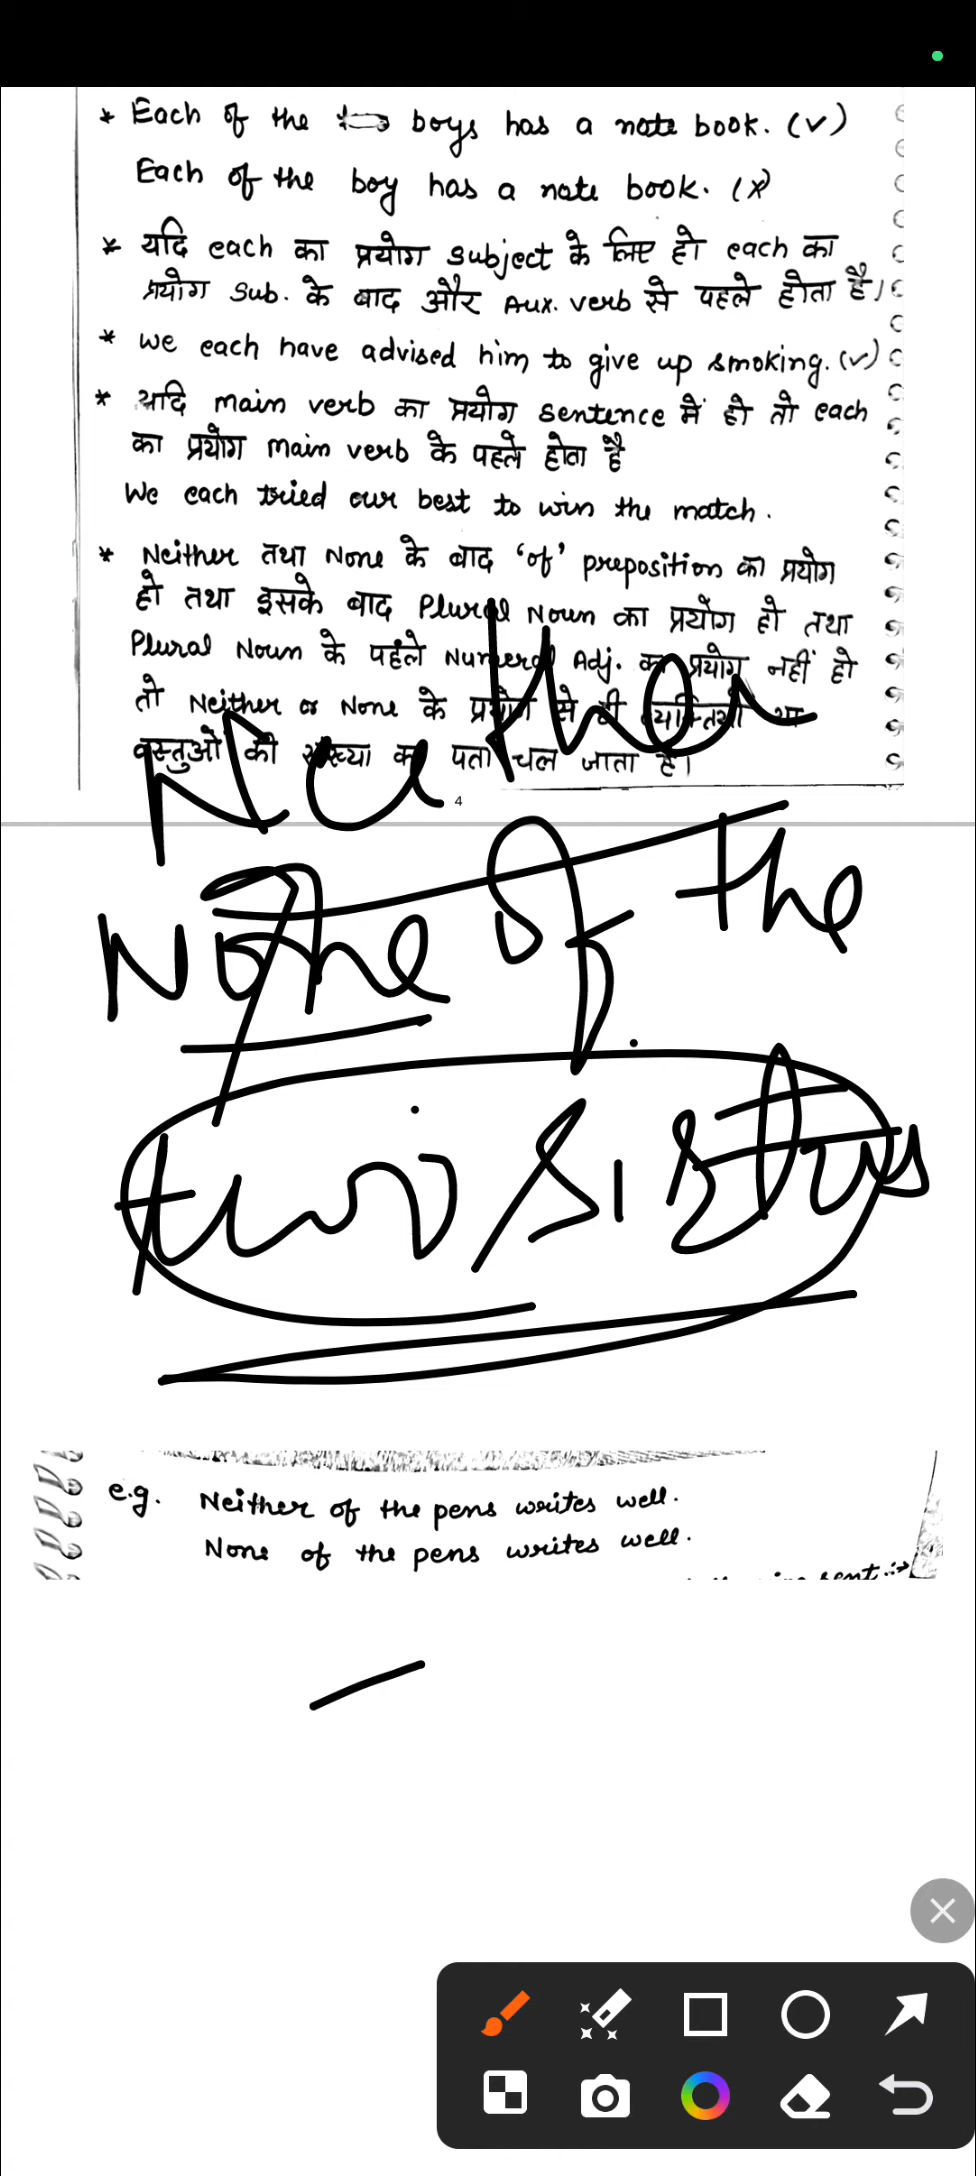 * Each of the boys has a note book. (✓)
Each of the boy has a note book. (x)
* यदि each का प्रयोग subject के लिए हो each का
प्रयोग Sub. के बाद और Aux. verb से पहले होता है।
* we each have advised him to give up smoking. (✓)
* यदि main verb का प्रयोग sentence में हो तो each
का प्रयोग main verb के पहले होता है
We each tried our best to win the match.
* Neither तथा None के बाद 'of' preposition का प्रयोग
हो तथा इसके बाद Plural Noun का प्रयोग हो तथा
Plural Noun के पहले Numeral Adj. का प्रयोग नहीं हो
तो Neither or None के प्रयोग से ही व्यक्तियों या
वस्तुओं की संख्या का पता चल जाता है।
4
None of the
two sisters
e.g. Neither of the pens writes well.
None of the pens writes well.
sent :→